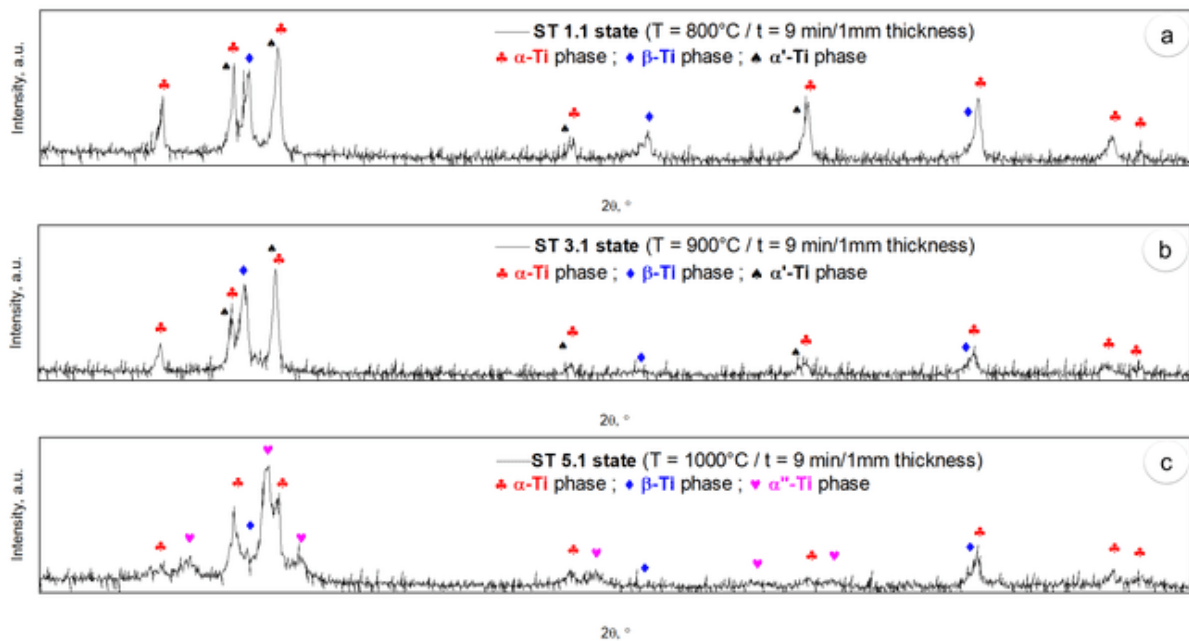 ST 1.1 state (T = 800°C / t = 9 min/1mm thickness)
a
♣ α-Ti phase ; ♦ β-Ti phase ; ♠ α'-Ti phase
Intensity, a.u.
2θ, °
ST 3.1 state (T = 900°C / t = 9 min/1mm thickness)
b
♣ α-Ti phase ; ♦ β-Ti phase ; ♠ α'-Ti phase
Intensity, a.u.
2θ, °
ST 5.1 state (T = 1000°C / t = 9 min/1mm thickness)
c
♣ α-Ti phase ; ♦ β-Ti phase ; ♥ α''-Ti phase
Intensity, a.u.
2θ, °